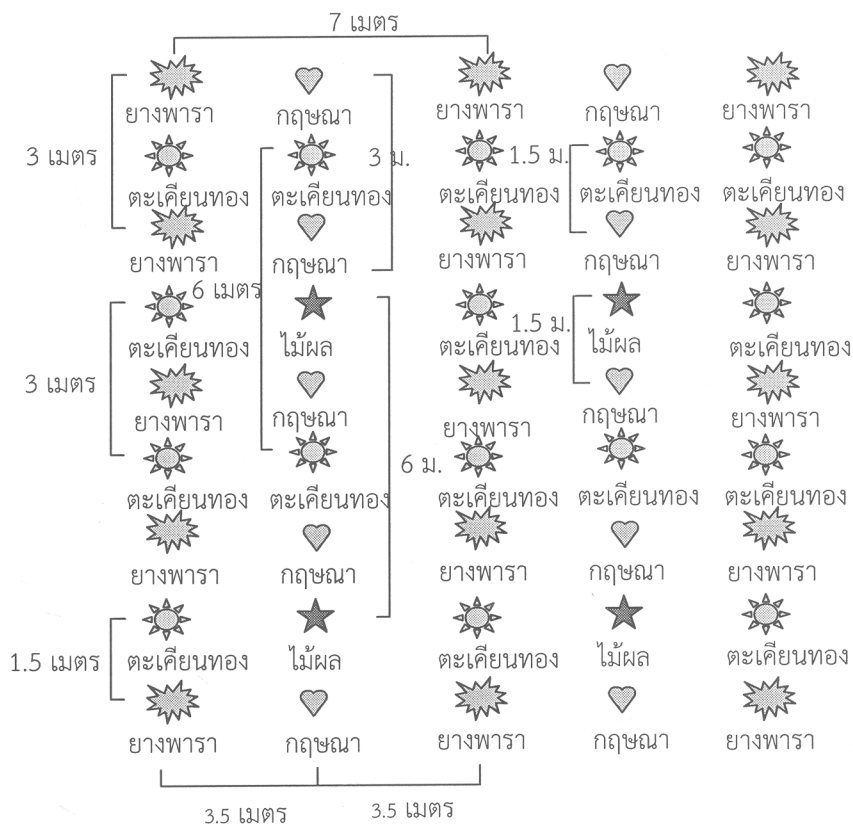 7 เมตร
ยางพารา กฤษณา ยางพารา กฤษณา ยางพารา
3 เมตร 3 ม. 1.5 ม.
ตะเคียนทอง ตะเคียนทอง ตะเคียนทอง ตะเคียนทอง ตะเคียนทอง
ยางพารา กฤษณา ยางพารา กฤษณา ยางพารา
6 เมตร 1.5 ม.
ตะเคียนทอง ไม้ผล ตะเคียนทอง ไม้ผล ตะเคียนทอง
3 เมตร
ยางพารา กฤษณา ยางพารา กฤษณา ยางพารา
6 ม.
ตะเคียนทอง ตะเคียนทอง ตะเคียนทอง ตะเคียนทอง ตะเคียนทอง
ยางพารา กฤษณา ยางพารา กฤษณา ยางพารา
1.5 เมตร ตะเคียนทอง ไม้ผล ตะเคียนทอง ไม้ผล ตะเคียนทอง
ยางพารา กฤษณา ยางพารา กฤษณา ยางพารา
3.5 เมตร 3.5 เมตร